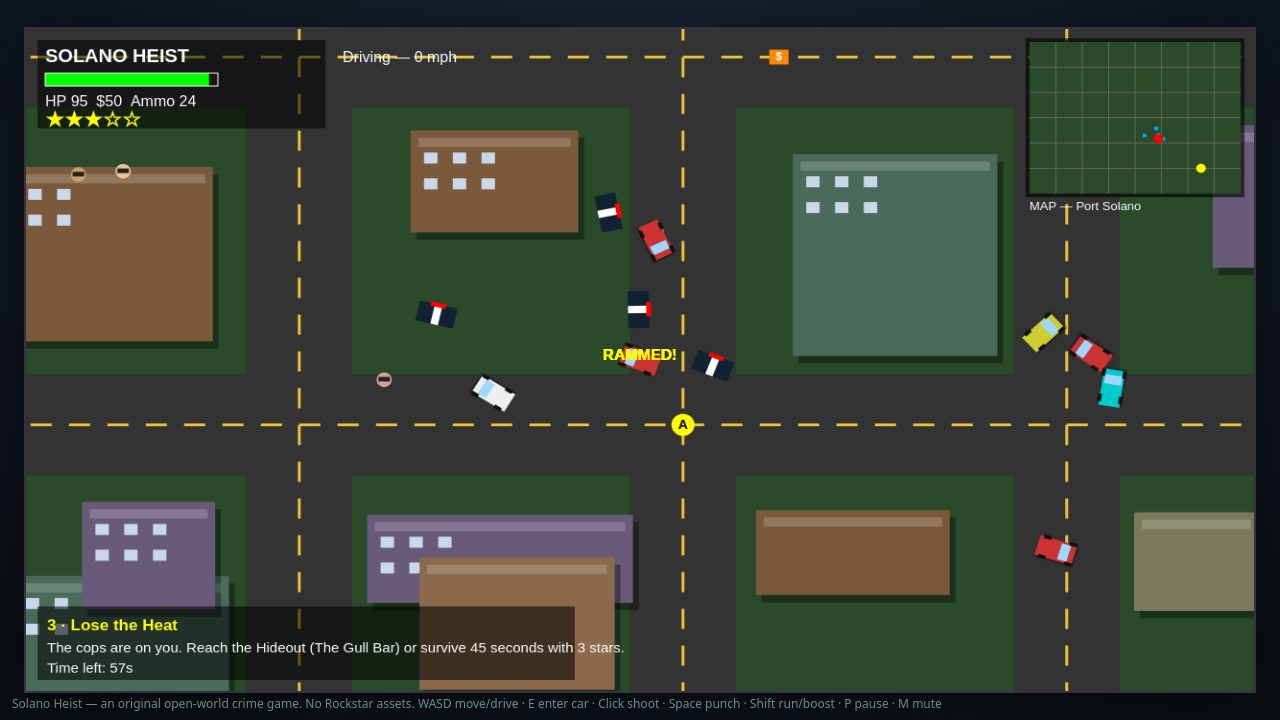 SOLANO HEIST
Driving — 0 mph
$
HP 95 $50 Ammo 24
★★★☆☆
MAP — Port Solano
RAMMED!
A
3 · Lose the Heat
The cops are on you. Reach the Hideout (The Gull Bar) or survive 45 seconds with 3 stars.
Time left: 57s
Solano Heist — an original open-world crime game. No Rockstar assets. WASD move/drive · E enter car · Click shoot · Space punch · Shift run/boost · P pause · M mute